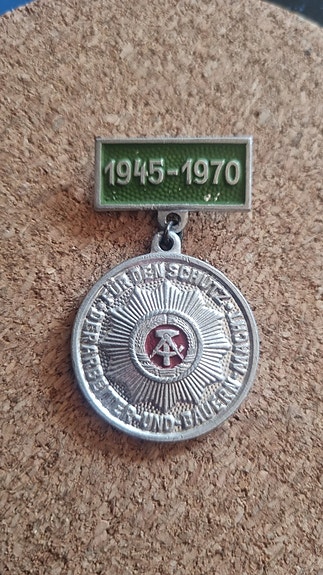 1945-1970
FÜR DEN SCHUTZ DER ARBEITER-UND-BAUERN-MACHT